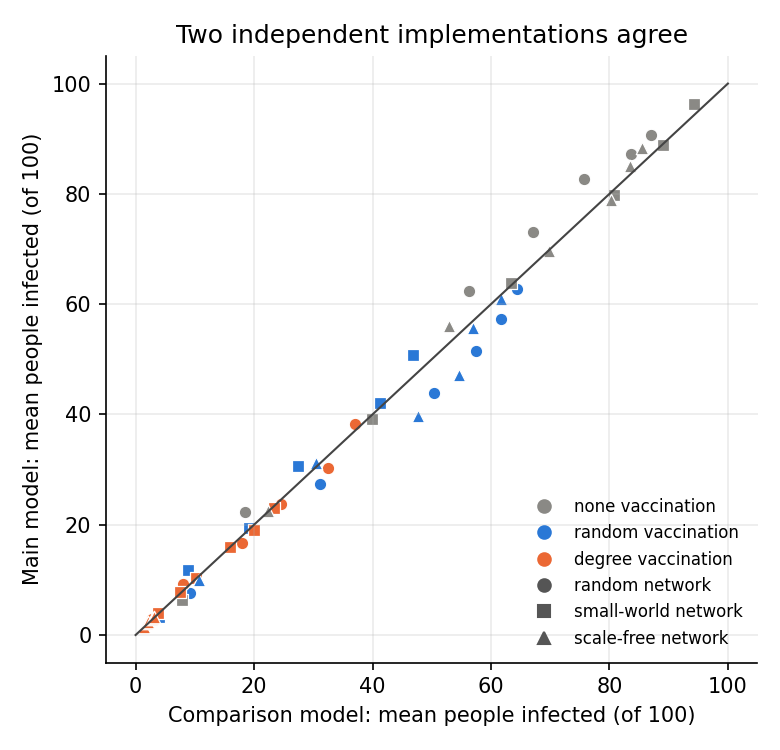 Two independent implementations agree
Main model: mean people infected (of 100)
100
80
60
40
20
0
none vaccination
random vaccination
degree vaccination
random network
small-world network
scale-free network
0 20 40 60 80 100
Comparison model: mean people infected (of 100)